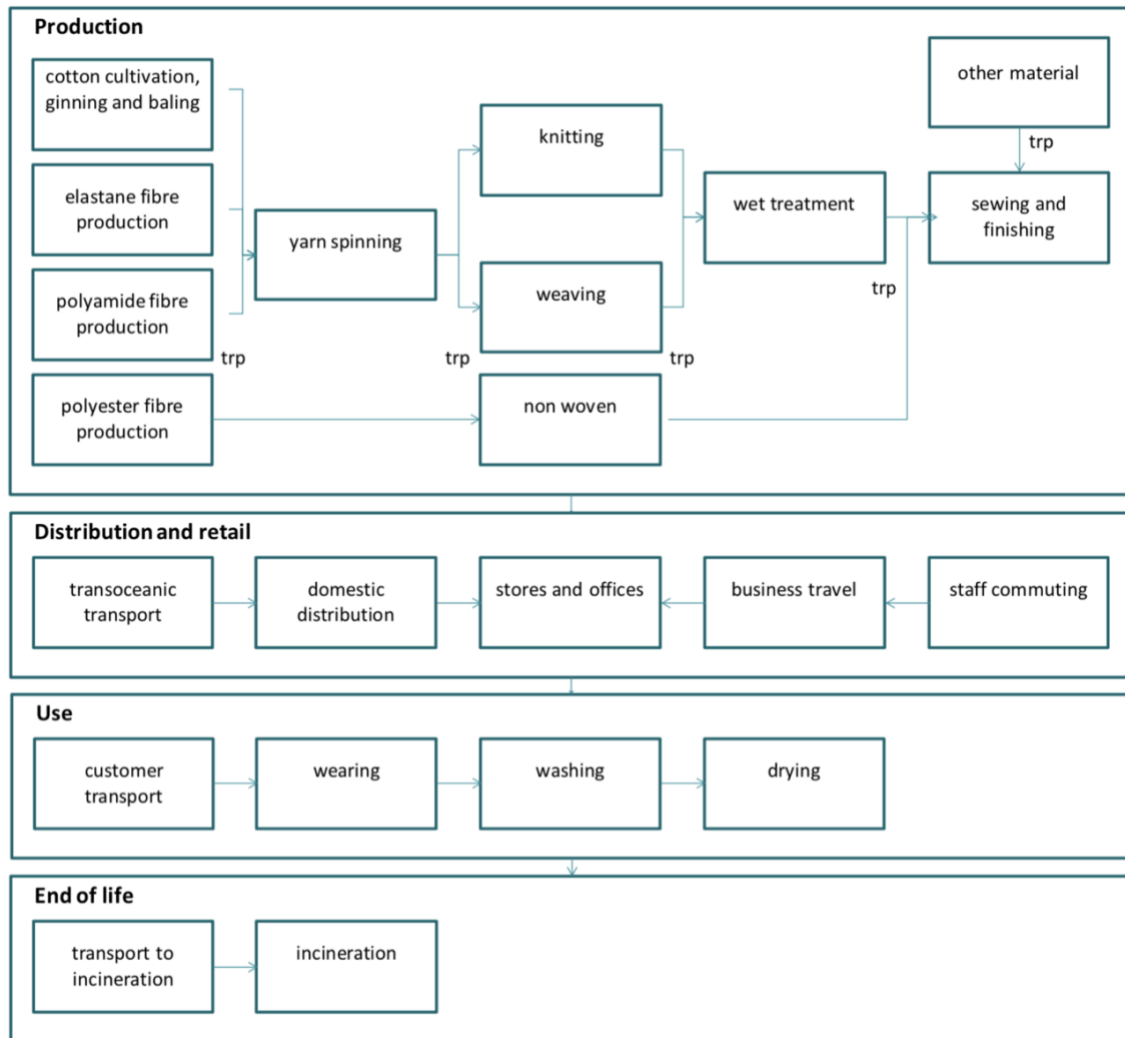 Production
cotton cultivation,
ginning and baling
elastane fibre
production
polyamide fibre
production
polyester fibre
production
trp
yarn spinning
trp
knitting
weaving
non woven
trp
wet treatment
trp
other material
trp
sewing and
finishing
Distribution and retail
transoceanic
transport
domestic
distribution
stores and offices
business travel
staff commuting
Use
customer
transport
wearing
washing
drying
End of life
transport to
incineration
incineration